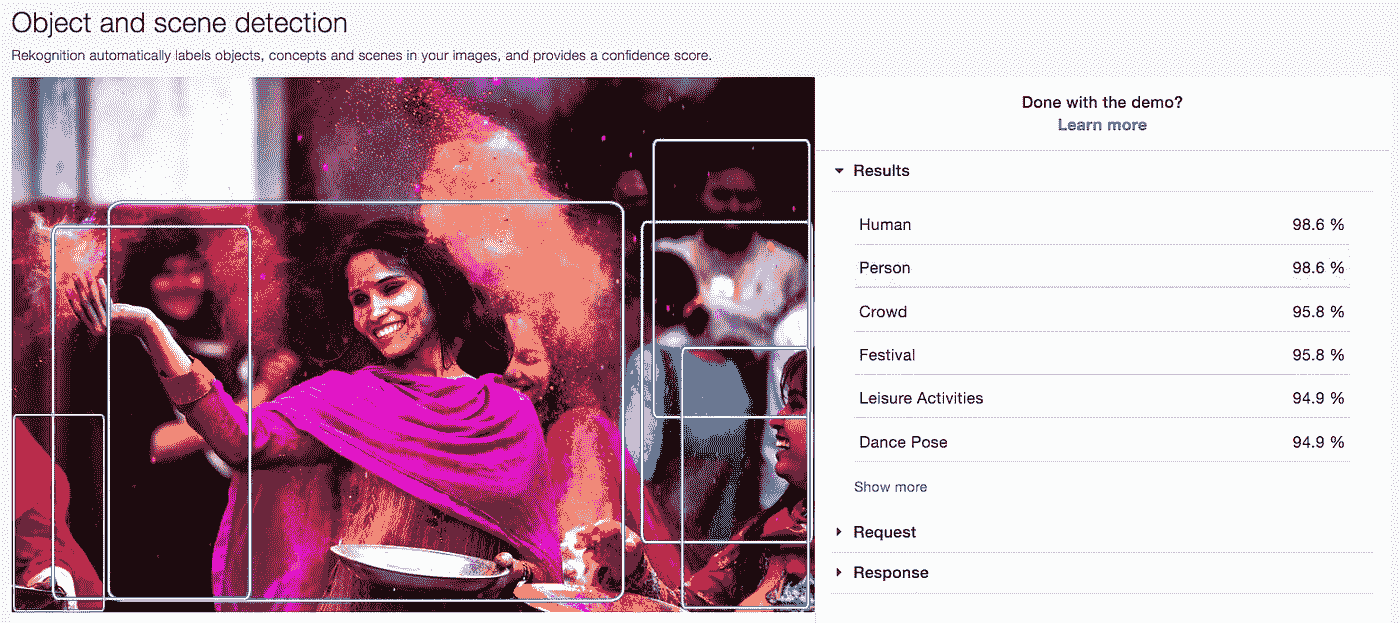 Object and scene detection
Rekognition automatically labels objects, concepts and scenes in your images, and provides a confidence score.
Done with the demo?
Learn more
Results
Human 98.6 %
Person 98.6 %
Crowd 95.8 %
Festival 95.8 %
Leisure Activities 94.9 %
Dance Pose 94.9 %
Show more
Request
Response